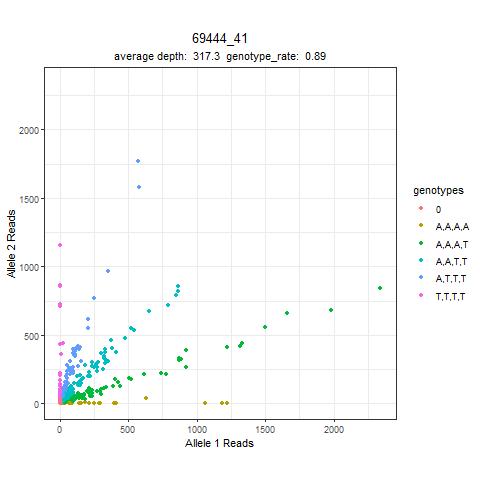 69444_41
average depth:  317.3  genotype_rate:  0.89
2000
1500
1000
500
0
Allele 2 Reads
0 500 1000 1500 2000
Allele 1 Reads
genotypes
0
A,A,A,A
A,A,A,T
A,A,T,T
A,T,T,T
T,T,T,T